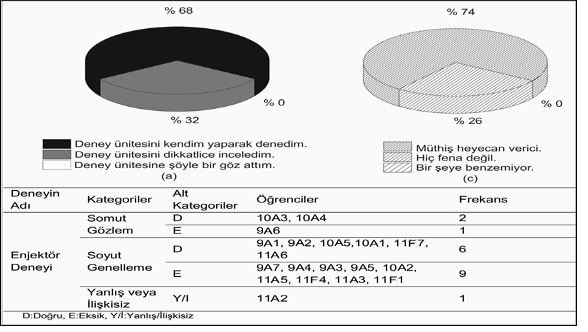 % 68
% 74
% 0
% 0
% 32
% 26
Deney ünitesini kendim yaparak denedim.
Deney ünitesini dikkatlice inceledim.
Deney ünitesine şöyle bir göz attım.
(a)
Müthiş heyecan verici.
Hiç fena değil.
Bir şeye benzemiyor.
(c)
Deneyin Adı
Kategoriler
Alt Kategoriler
Öğrenciler
Frekans
Enjektör Deneyi
Somut Gözlem
D 10A3, 10A4 2
E 9A6 1
Soyut Genelleme
D 9A1, 9A2, 10A5,10A1, 11F7, 11A6 6
E 9A7, 9A4, 9A3, 9A5, 10A2, 11A5, 11F4, 11A3, 11F1 9
Yanlış veya İlişkisiz
Y/I 11A2 1
D:Doğru, E:Eksik, Y/İ:Yanlış/İlişkisiz